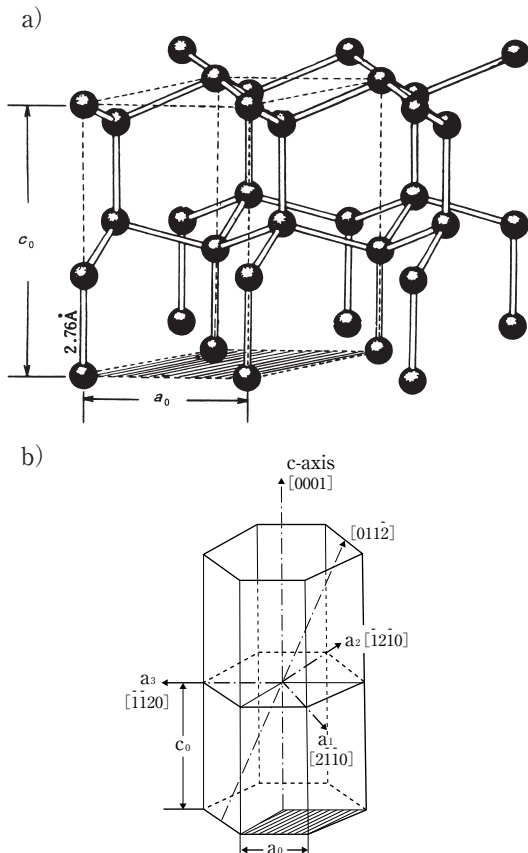 a)
c₀
2.76Å
a₀
b)
c-axis
[0001]
[011̄2]
a₂ [1̄21̄0]
a₃
[1̄1̄20]
a₁
[21̄1̄0]
c₀
a₀